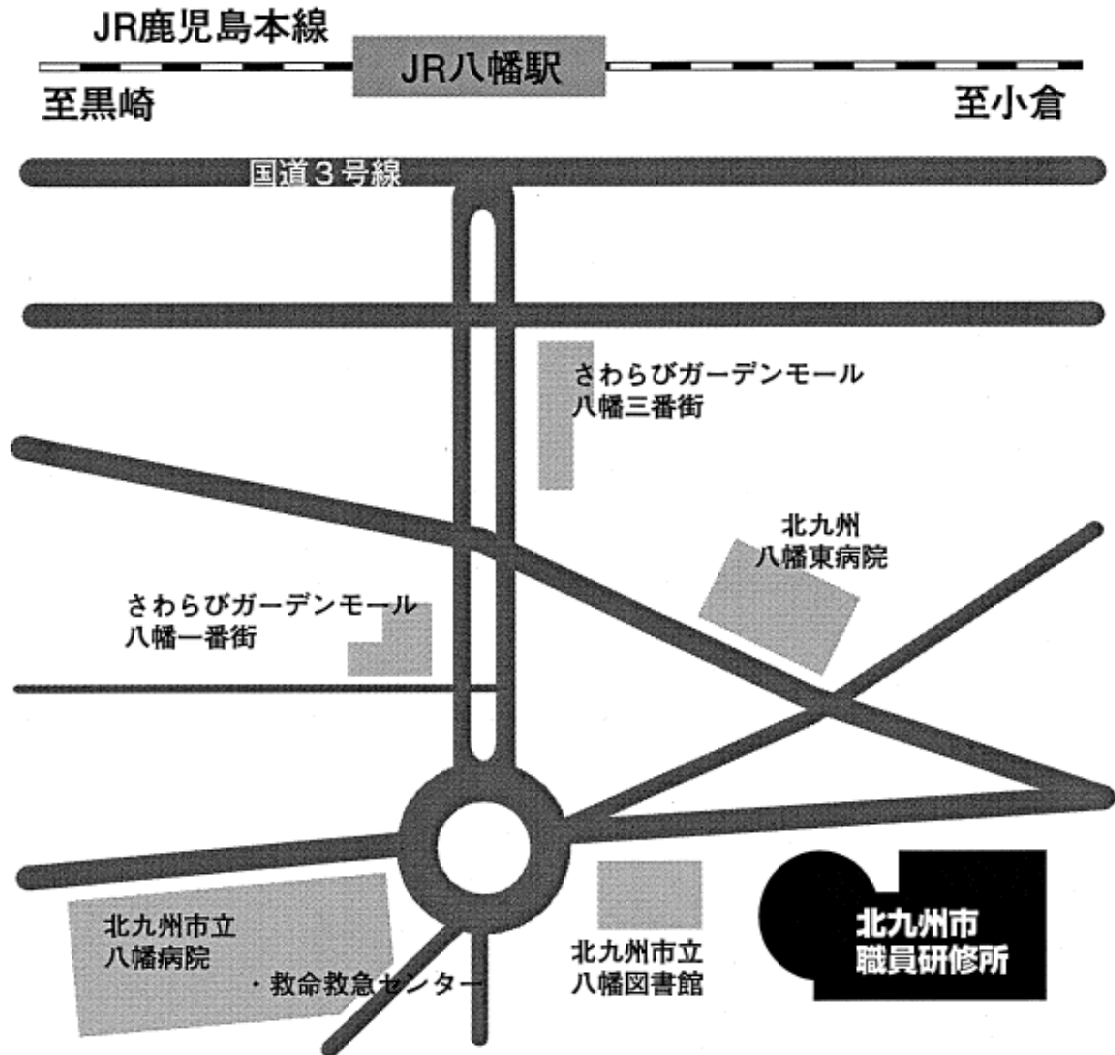 JR鹿児島本線
JR八幡駅
至黒崎
至小倉
国道3号線
さわらびガーデンモール
八幡三番街
北九州
八幡東病院
さわらびガーデンモール
八幡一番街
北九州市立
八幡病院
・救命救急センター
北九州市立
八幡図書館
北九州市
職員研修所